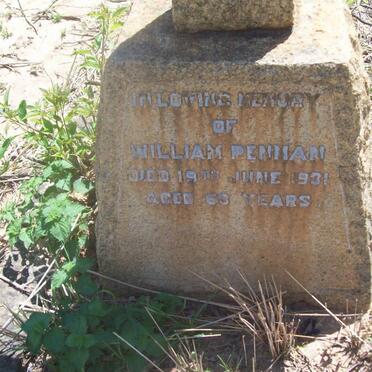 IN LOVING MEMORY
OF
WILLIAM PENMAN
DIED 19TH JUNE 1931
AGED 63 YEARS